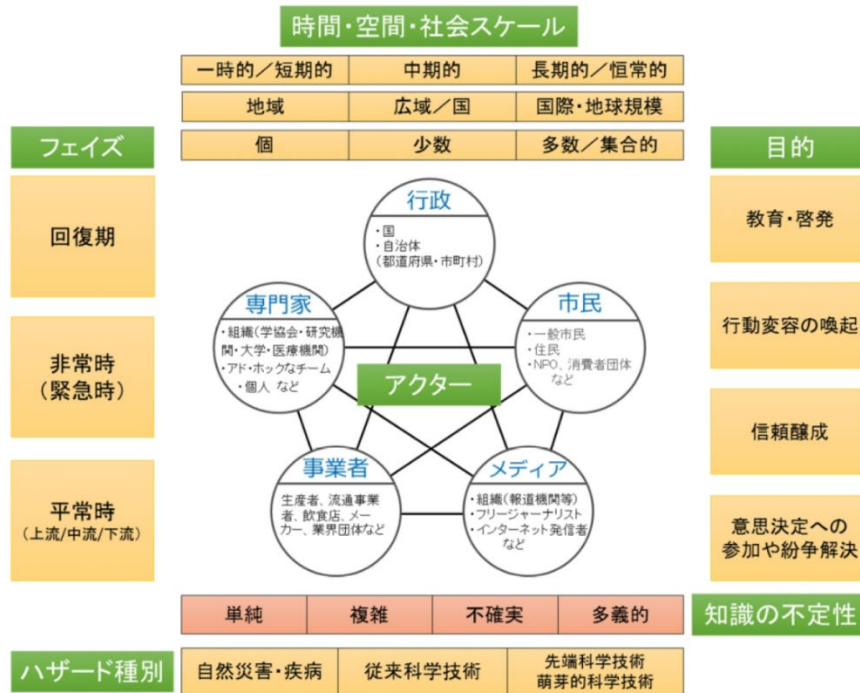 時間・空間・社会スケール
一時的／短期的
中期的
長期的／恒常的
地域
広域／国
国際・地球規模
個
少数
多数／集合的
フェイズ
回復期
非常時
（緊急時）
平常時
（上流/中流/下流）
行政
・国
・自治体
（都道府県・市町村）
専門家
・組織（学協会・研究機
関・大学・医療機関）
・アド・ホックなチーム
・個人 など
市民
・一般市民
・住民
・NPO、消費者団体
など
アクター
事業者
生産者、流通事業
者、飲食店、メー
カー、業界団体など
メディア
・組織（報道機関等）
・フリージャーナリスト
・インターネット発信者
など
目的
教育・啓発
行動変容の喚起
信頼醸成
意思決定への
参加や紛争解決
単純
複雑
不確実
多義的
知識の不定性
ハザード種別
自然災害・疾病
従来科学技術
先端科学技術
萌芽的科学技術